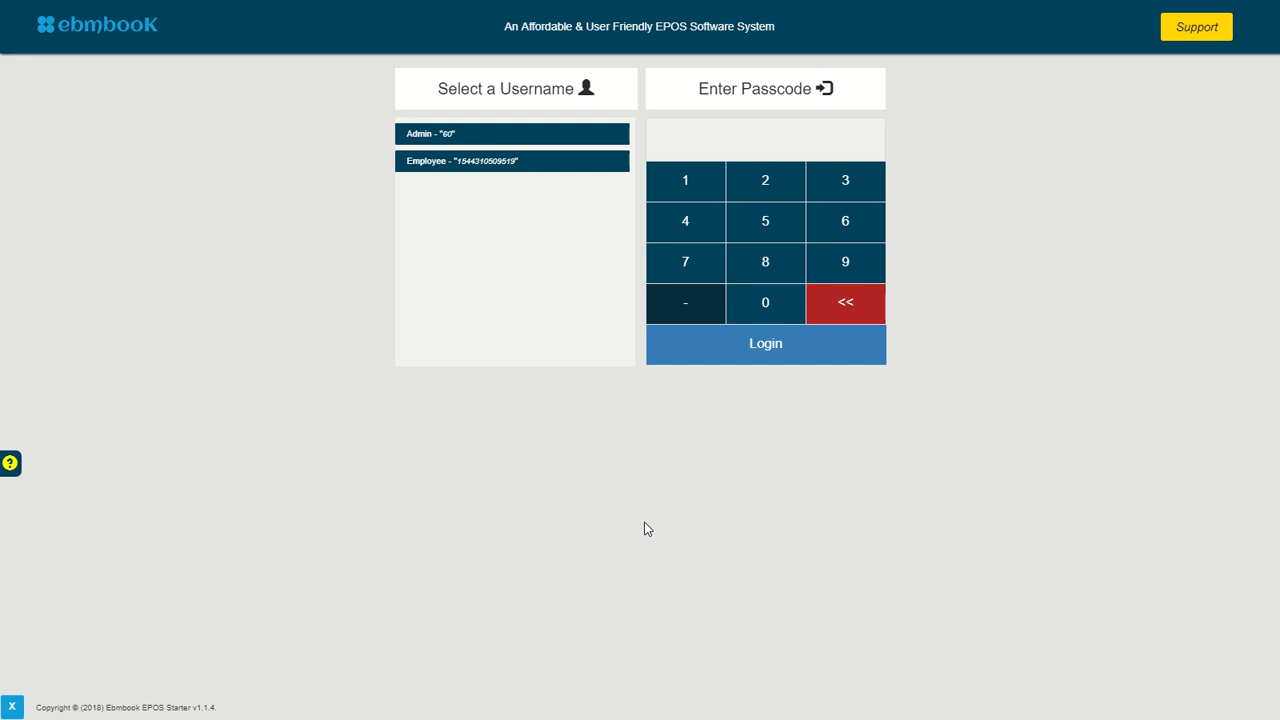 ebmbooK
An Affordable & User Friendly EPOS Software System
Support
Select a Username
Enter Passcode
Admin - "60"
Employee - "1544310509519"
1 2 3
4 5 6
7 8 9
- 0 <<
Login
?
X
Copyright © (2018) Ebmbook EPOS Starter v1.1.4.